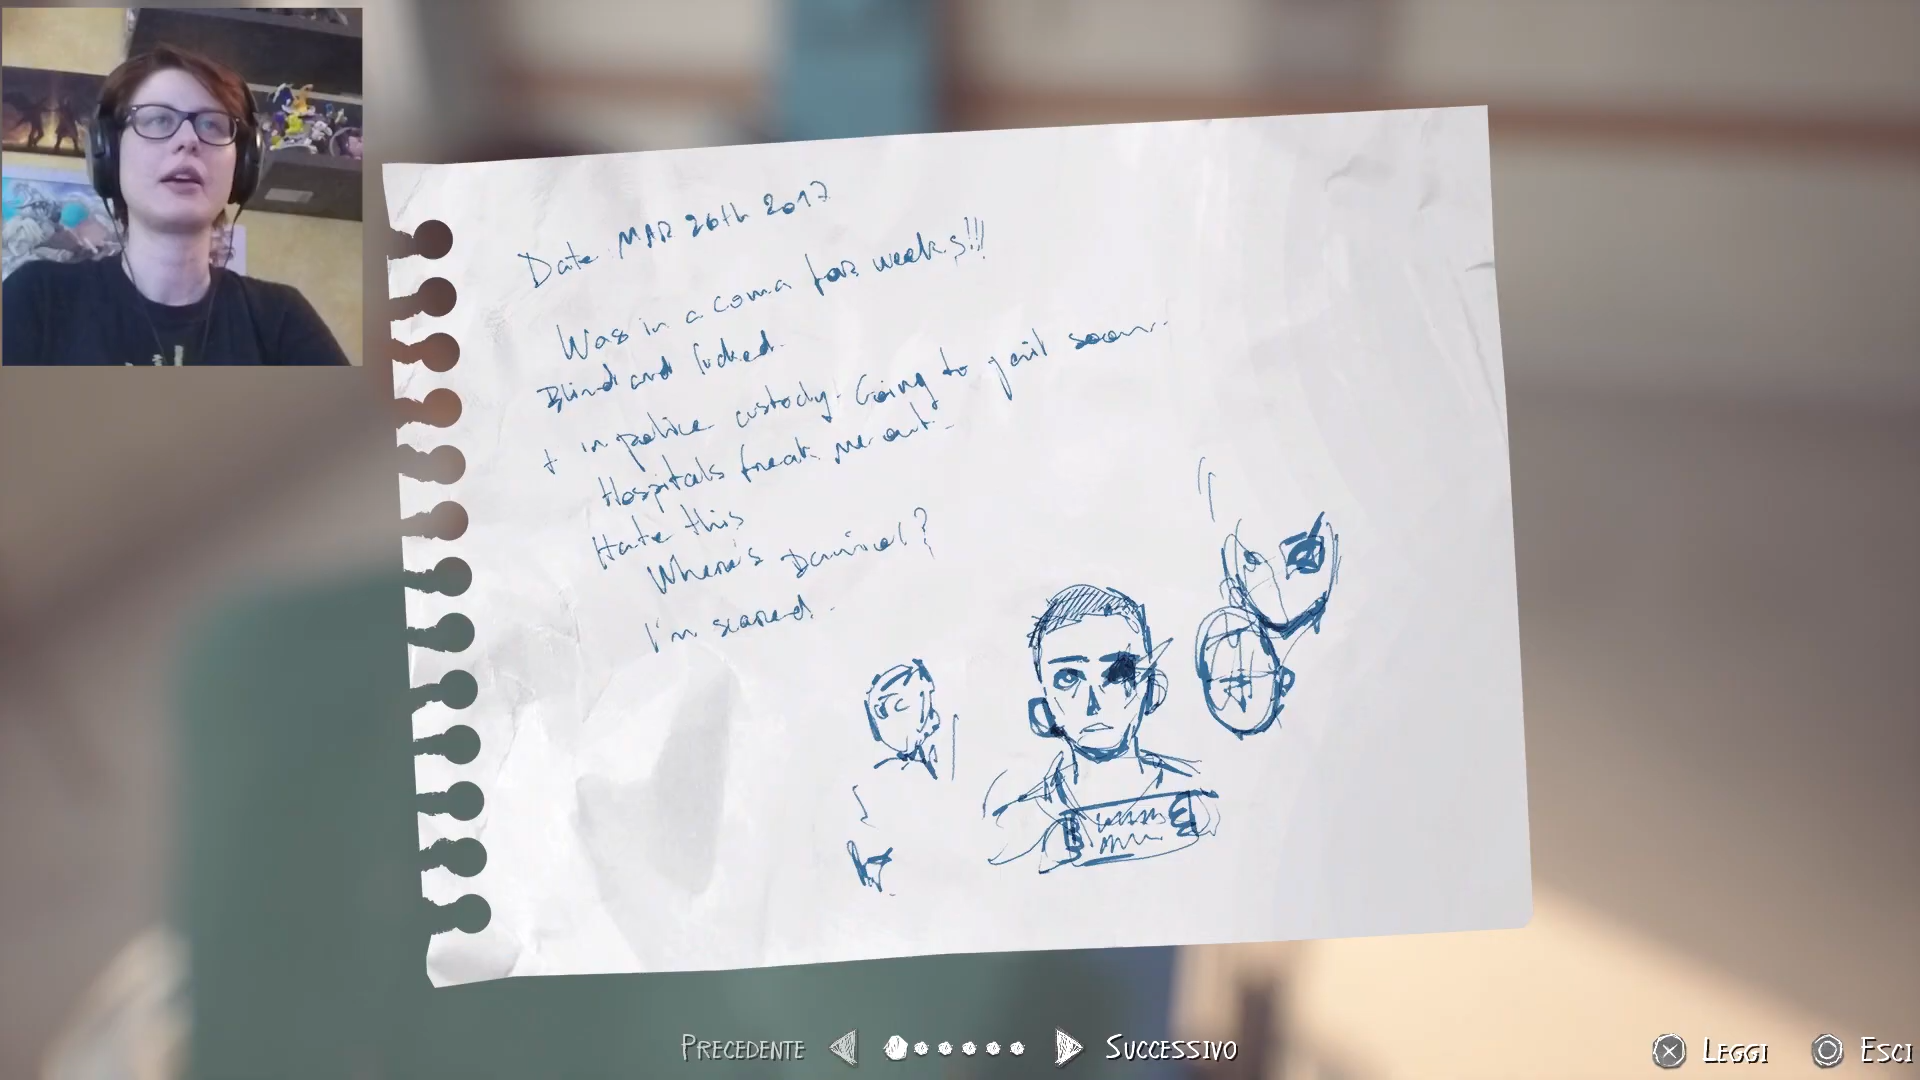 Date MAR 26th 2017
Was in a coma for weeks!!!
Blind and fucked.
+ in police custody. Going to jail soon.
Hospitals freak me out.
Hate this
Where's Daniel?
I'm scared.
PRECEDENTE
SUCCESSIVO
LEGGI
ESCI